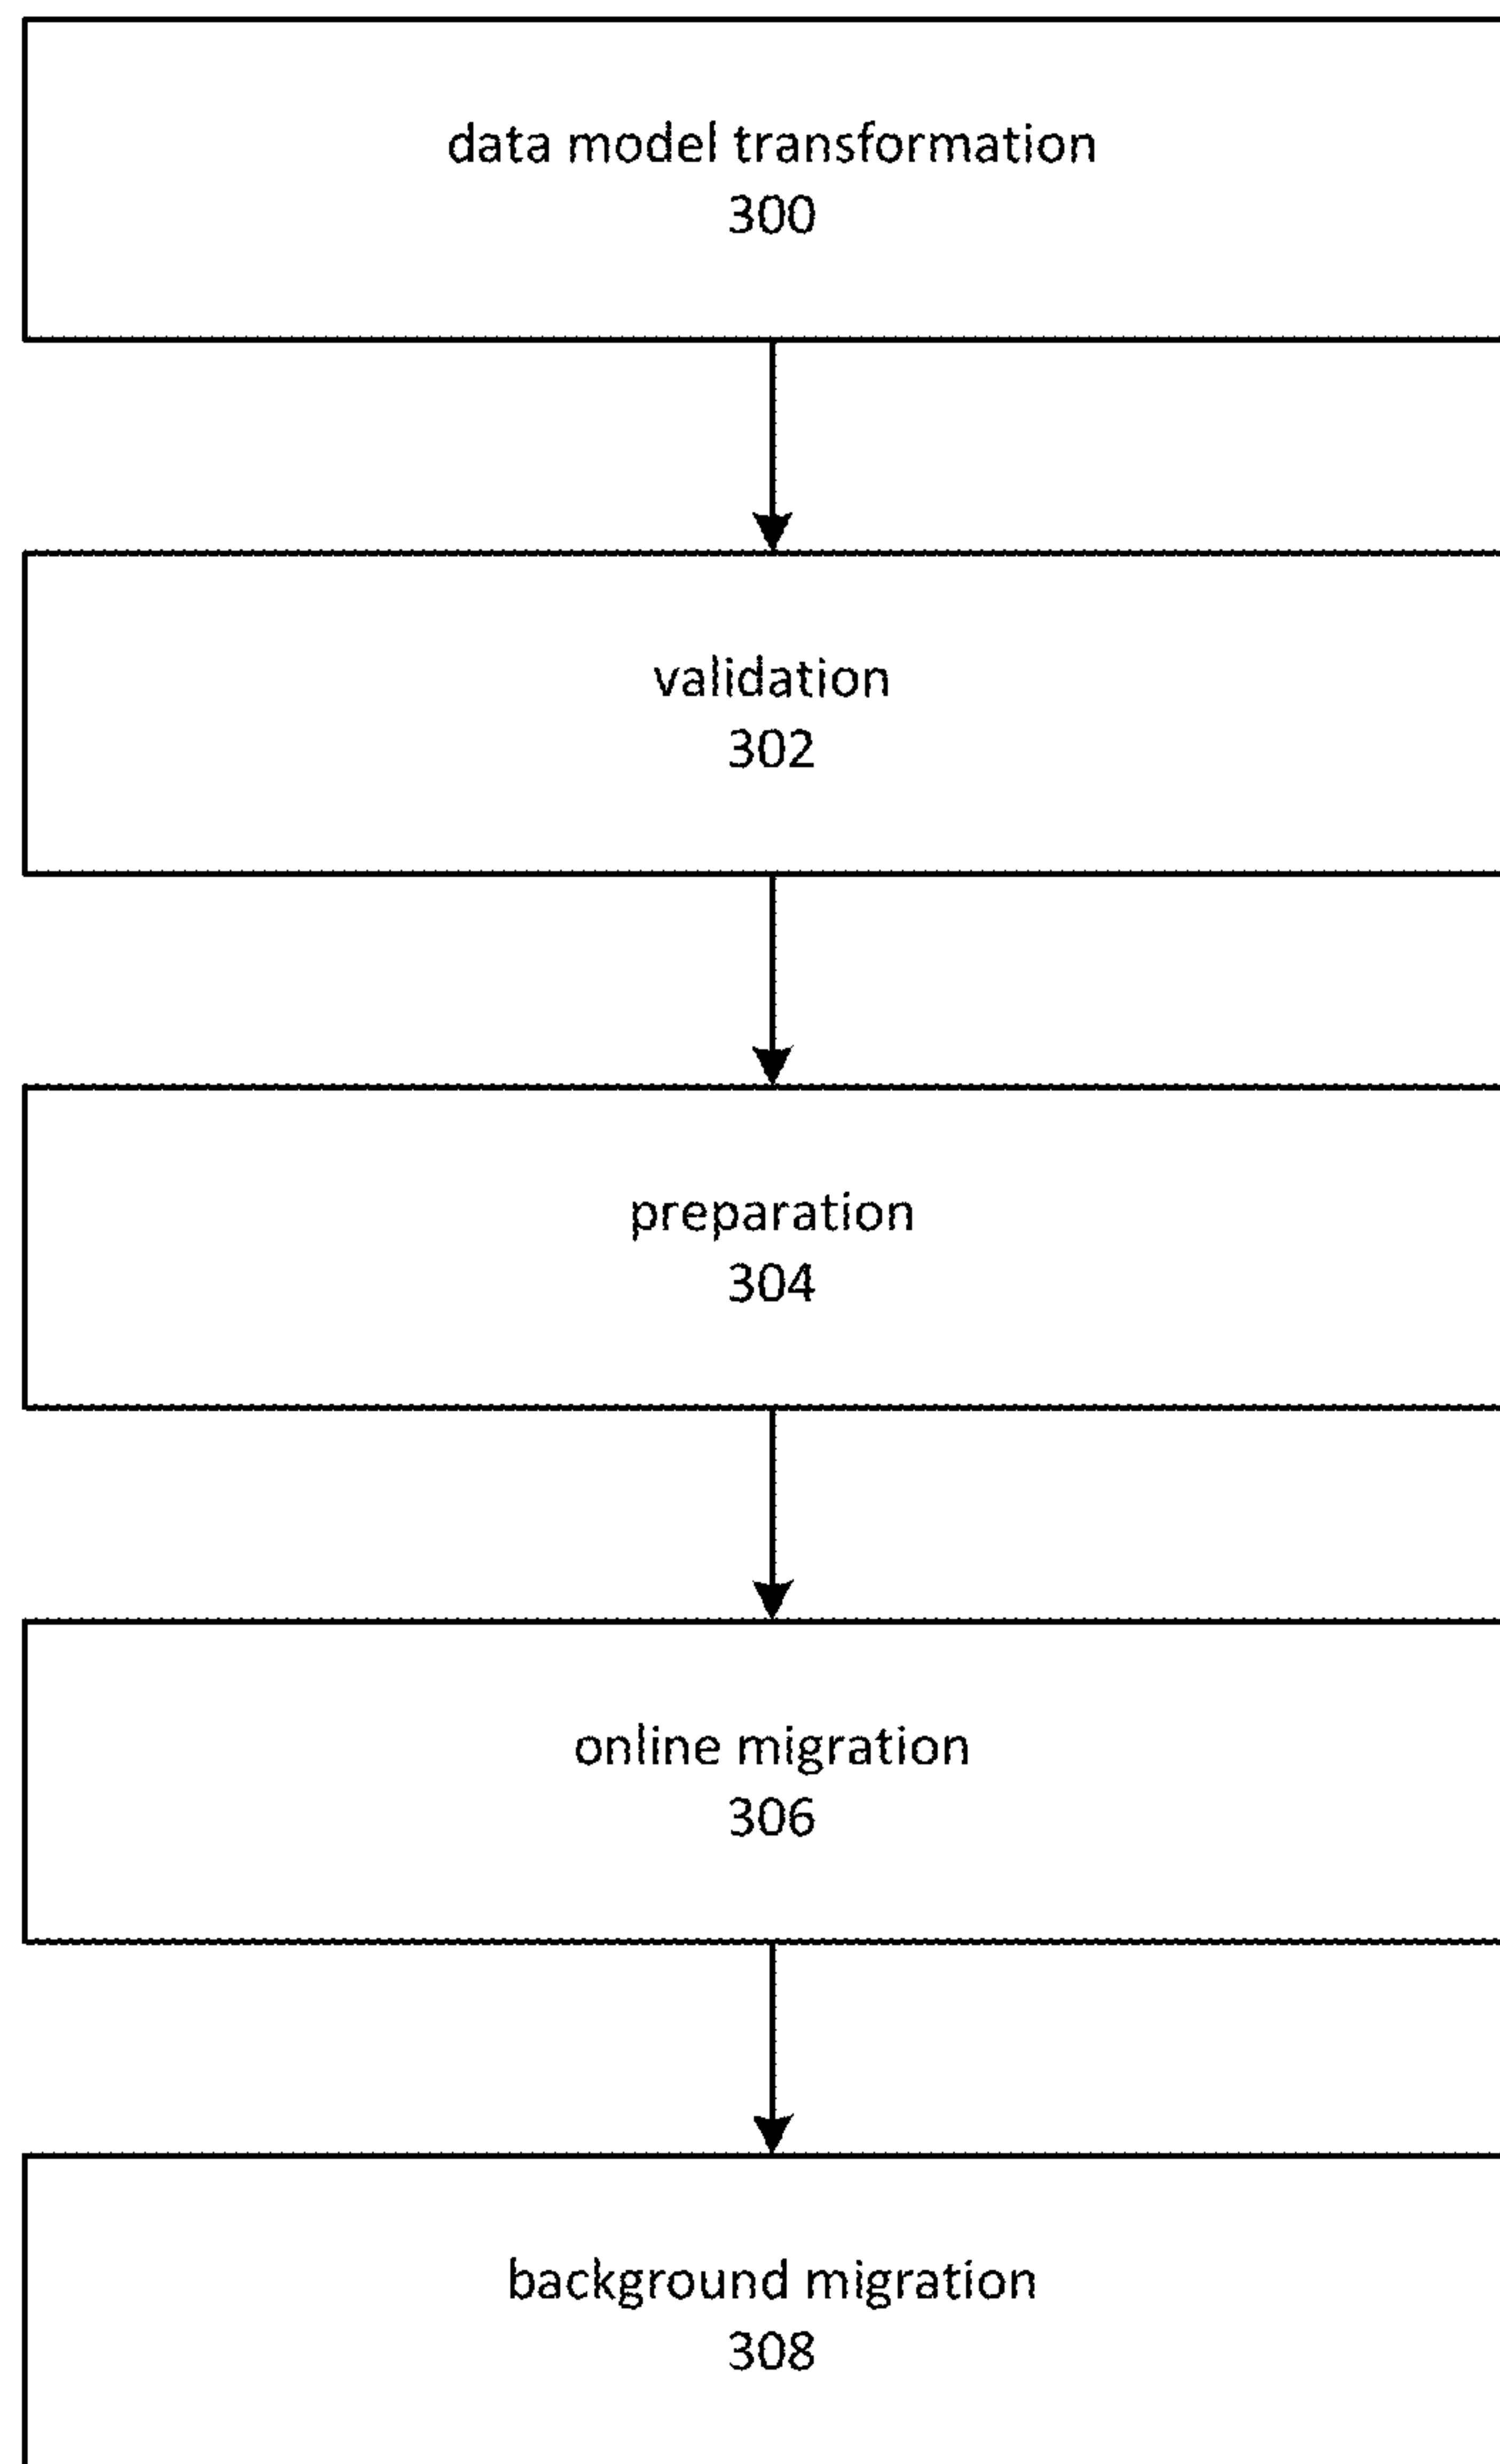 data model transformation
300
validation
302
preparation
304
online migration
306
background migration
308